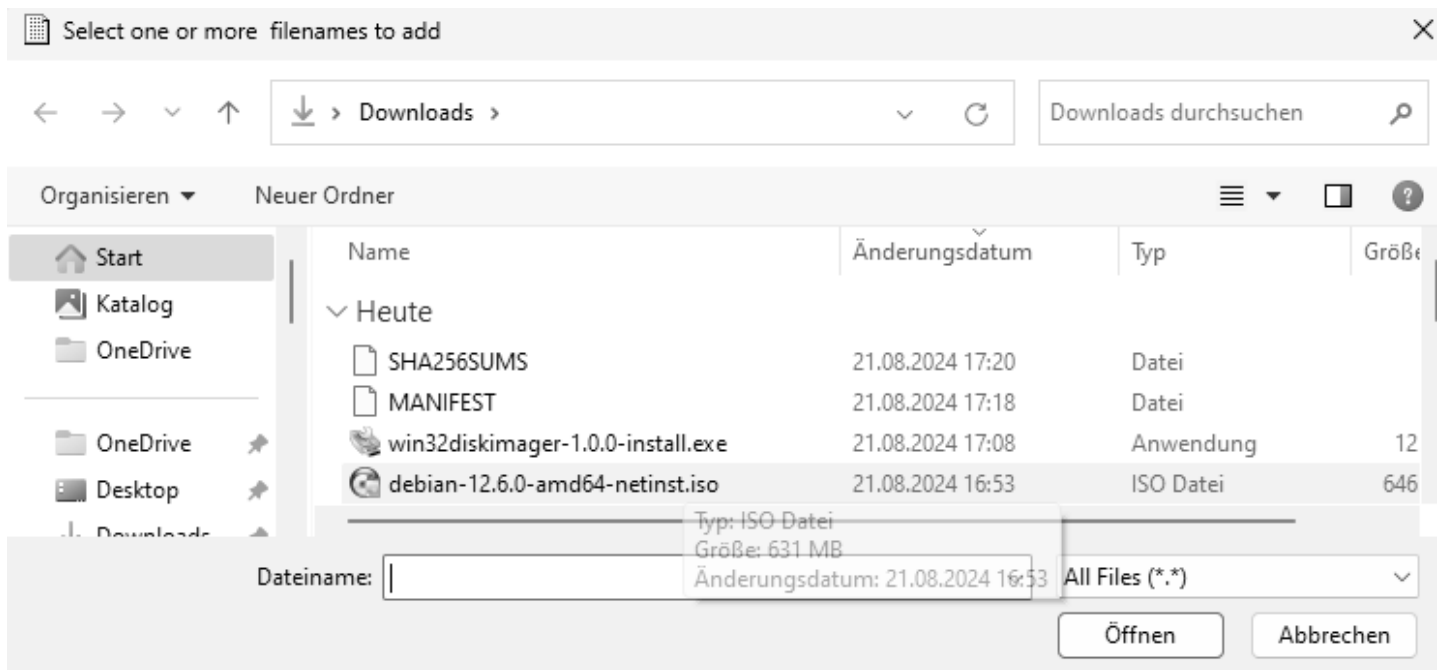 Select one or more  filenames to add
Downloads
Downloads durchsuchen
Organisieren
Neuer Ordner
Start
Katalog
OneDrive
OneDrive
Desktop
Downloads
Name Änderungsdatum Typ Größe
Heute
SHA256SUMS 21.08.2024 17:20 Datei
MANIFEST 21.08.2024 17:18 Datei
win32diskimager-1.0.0-install.exe 21.08.2024 17:08 Anwendung 12
debian-12.6.0-amd64-netinst.iso 21.08.2024 16:53 ISO Datei 646
Typ: ISO Datei
Größe: 631 MB
Änderungsdatum: 21.08.2024 16:53
Dateiname:
All Files (*.*)
Öffnen Abbrechen